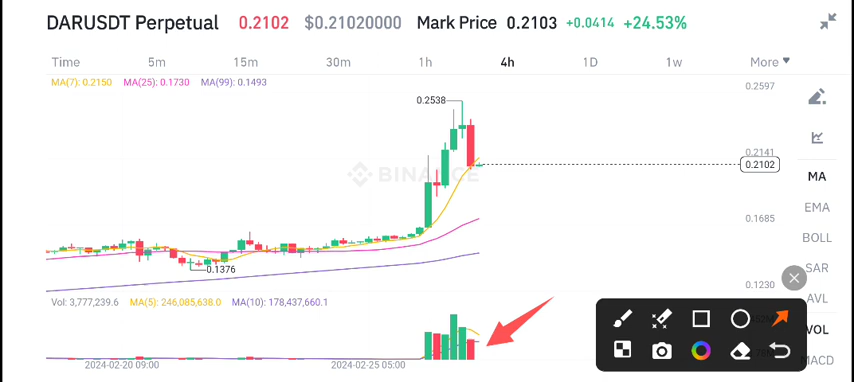 DARUSDT Perpetual 0.2102 $0.21020000 Mark Price 0.2103 +0.0414 +24.53%
Time 5m 15m 30m 1h 4h 1D 1w More
MA(7): 0.2150 MA(25): 0.1730 MA(99): 0.1493
0.2597
0.2538
0.2141
0.2102
BINANCE
MA
EMA
0.1685
BOLL
0.1376
SAR
0.1230
AVL
Vol: 3,777,239.6 MA(5): 246,085,638.0 MA(10): 178,437,660.1
VOL
MACD
2024-02-20 09:00 2024-02-25 05:00